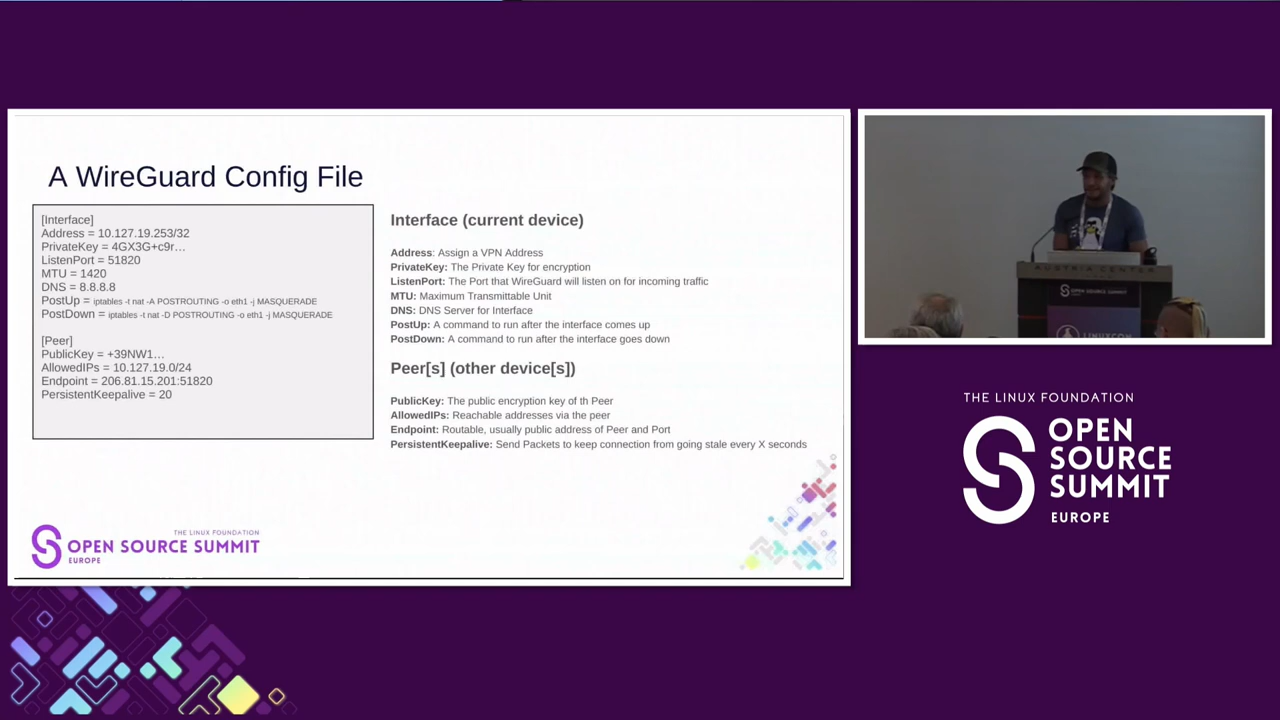 A WireGuard Config File
[Interface]
Address = 10.127.19.253/32
PrivateKey = 4GX3G+c9r…
ListenPort = 51820
MTU = 1420
DNS = 8.8.8.8
PostUp = iptables -t nat -A POSTROUTING -o eth1 -j MASQUERADE
PostDown = iptables -t nat -D POSTROUTING -o eth1 -j MASQUERADE
[Peer]
PublicKey = +39NW1…
AllowedIPs = 10.127.19.0/24
Endpoint = 206.81.15.201:51820
PersistentKeepalive = 20
Interface (current device)
Address: Assign a VPN Address
PrivateKey: The Private Key for encryption
ListenPort: The Port that WireGuard will listen on for incoming traffic
MTU: Maximum Transmittable Unit
DNS: DNS Server for Interface
PostUp: A command to run after the interface comes up
PostDown: A command to run after the interface goes down
Peer[s] (other device[s])
PublicKey: The public encryption key of th Peer
AllowedIPs: Reachable addresses via the peer
Endpoint: Routable, usually public address of Peer and Port
PersistentKeepalive: Send Packets to keep connection from going stale every X seconds
THE LINUX FOUNDATION
OPEN SOURCE SUMMIT
EUROPE
AUSTRIA CENTER
OPEN SOURCE SUMMIT
LINUXCON
THE LINUX FOUNDATION
OPEN
SOURCE
SUMMIT
EUROPE